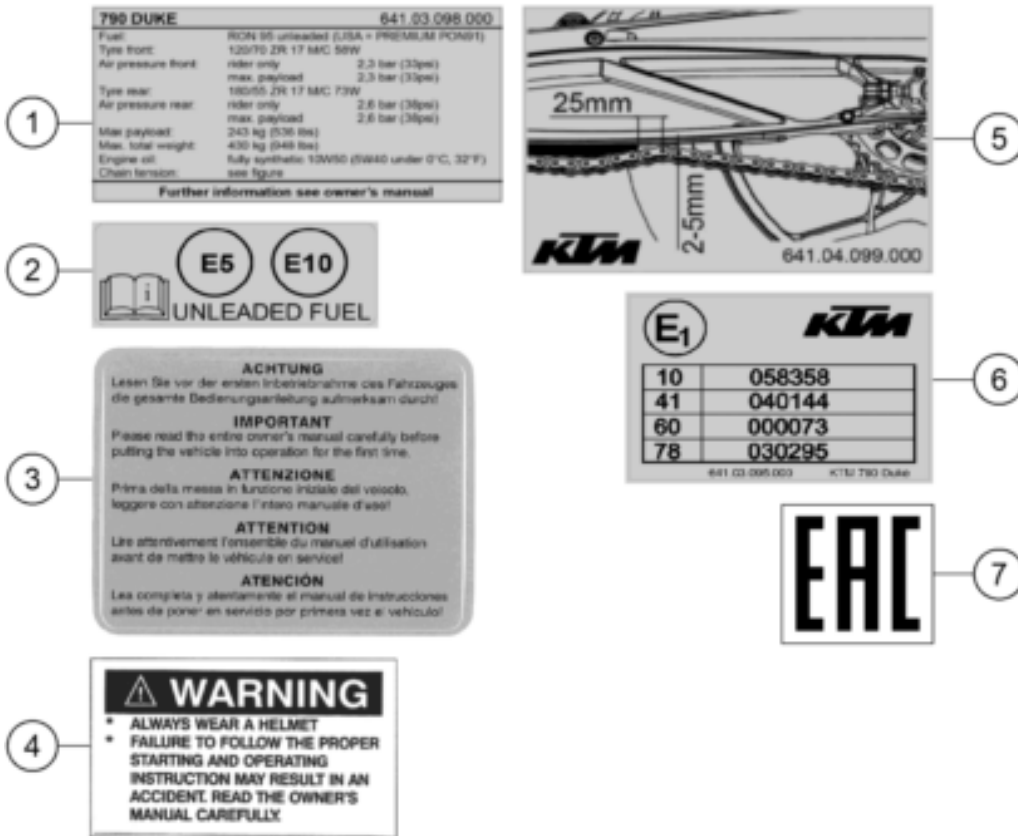 790 DUKE 641.03.098.000
Fuel: RON 95 unleaded (USA = PREMIUM PON91)
Tyre front: 120/70 ZR 17 M/C 58W
Air pressure front: rider only 2,3 bar (33psi)
max. payload 2,3 bar (33psi)
Tyre rear: 180/55 ZR 17 M/C 73W
Air pressure rear: rider only 2,6 bar (38psi)
max. payload 2,6 bar (38psi)
Max payload: 243 kg (536 lbs)
Max. total weight: 430 kg (948 lbs)
Engine oil: fully synthetic 10W50 (5W40 under 0°C, 32°F)
Chain tension: see figure
Further information see owner's manual
1
E5 E10
i
UNLEADED FUEL
2
ACHTUNG
Lesen Sie vor der ersten Inbetriebnahme des Fahrzeuges
die gesamte Bedienungsanleitung aufmerksam durch!
IMPORTANT
Please read the entire owner's manual carefully before
putting the vehicle into operation for the first time.
ATTENZIONE
Prima della messa in funzione iniziale del veicolo,
leggere con attenzione l'intero manuale d'uso!
ATTENTION
Lire attentivement l'ensemble du manuel d'utilisation
avant de mettre le véhicule en service!
ATENCIÓN
Lea completa y atentamente el manual de instrucciones
antes de poner en servicio por primera vez el vehículo!
3
WARNING
* ALWAYS WEAR A HELMET
* FAILURE TO FOLLOW THE PROPER
STARTING AND OPERATING
INSTRUCTION MAY RESULT IN AN
ACCIDENT. READ THE OWNER'S
MANUAL CAREFULLY.
4
25mm
2-5mm
KTM 641.04.099.000
5
E1 KTM
10 058358
41 040144
60 000073
78 030295
KTM 790 Duke
6
EAC
7